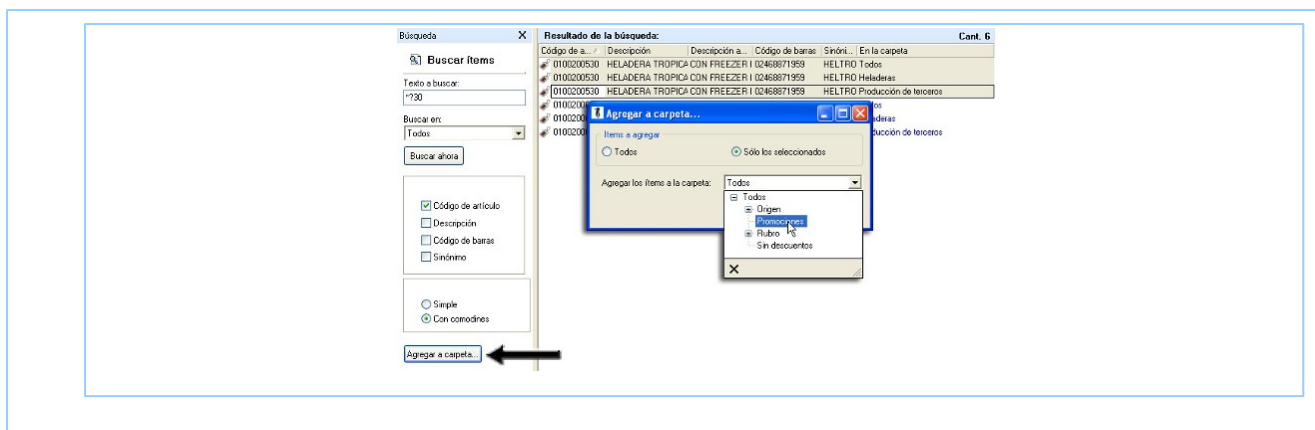 Búsqueda X
Buscar ítems
Texto a buscar:
*?30
Buscar en:
Todos
Buscar ahora
Código de artículo
Descripción
Código de barras
Sinónimo
Simple
Con comodines
Agregar a carpeta...
Resultado de la búsqueda: Cant. 6
Código de a... Descripción Descripción a... Código de barras Sinóni... En la carpeta
0100200530 HELADERA TROPICA CON FREEZER I 02468871959 HELTRO Todos
0100200530 HELADERA TROPICA CON FREEZER I 02468871959 HELTRO Heladeras
0100200530 HELADERA TROPICA CON FREEZER I 02468871959 HELTRO Producción de terceros
Agregar a carpeta...
Items a agregar
Todos Sólo los seleccionados
Agregar los ítems a la carpeta: Todos
Todos
Origen
Promociones
Rubro
Sin descuentos